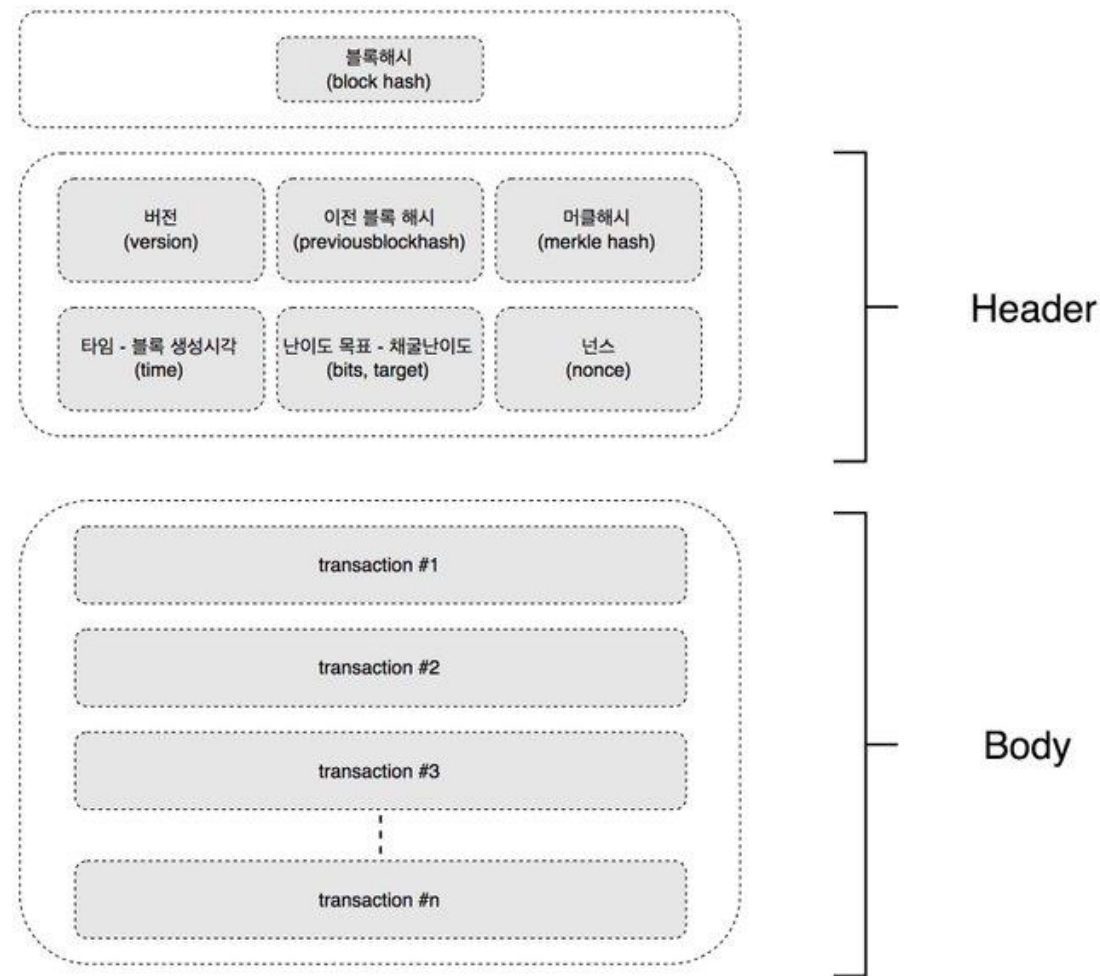 블록해시
(block hash)
버전
(version)
이전 블록 해시
(previousblockhash)
머클해시
(merkle hash)
타임 - 블록 생성시각
(time)
난이도 목표 - 채굴난이도
(bits, target)
넌스
(nonce)
Header
transaction #1
transaction #2
transaction #3
transaction #n
Body